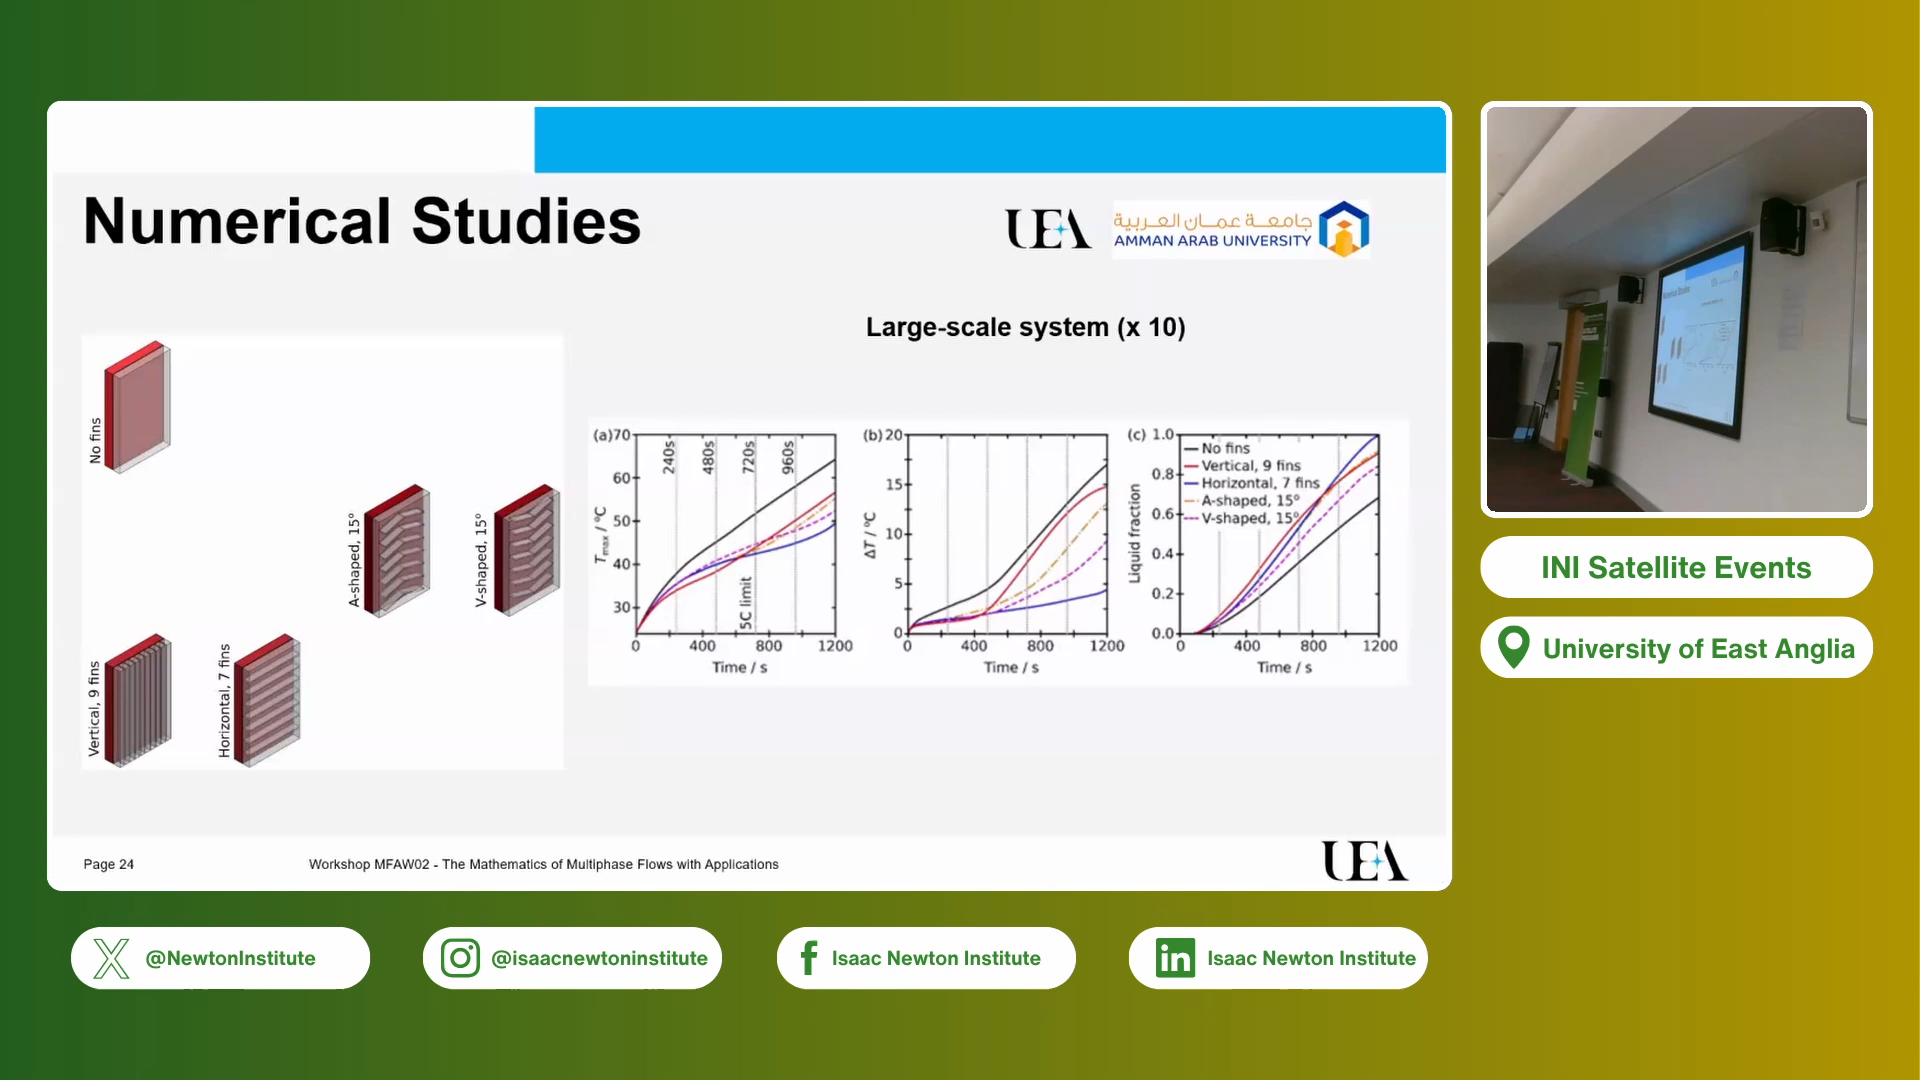 Numerical Studies
UEA
جامعة عمان العربية
AMMAN ARAB UNIVERSITY
Large-scale system (x 10)
No fins
A-shaped, 15°
V-shaped, 15°
Vertical, 9 fins
Horizontal, 7 fins
(a)
70
60
50
40
30
Tmax / °C
240s
480s
720s
960s
5C limit
0 400 800 1200
Time / s
(b)
20
15
10
5
0
ΔT / °C
0 400 800 1200
Time / s
(c)
1.0
0.8
0.6
0.4
0.2
0.0
Liquid fraction
No fins
Vertical, 9 fins
Horizontal, 7 fins
A-shaped, 15°
V-shaped, 15°
0 400 800 1200
Time / s
Page 24
Workshop MFAW02 - The Mathematics of Multiphase Flows with Applications
UEA
INI Satellite Events
University of East Anglia
@NewtonInstitute
@isaacnewtoninstitute
Isaac Newton Institute
Isaac Newton Institute